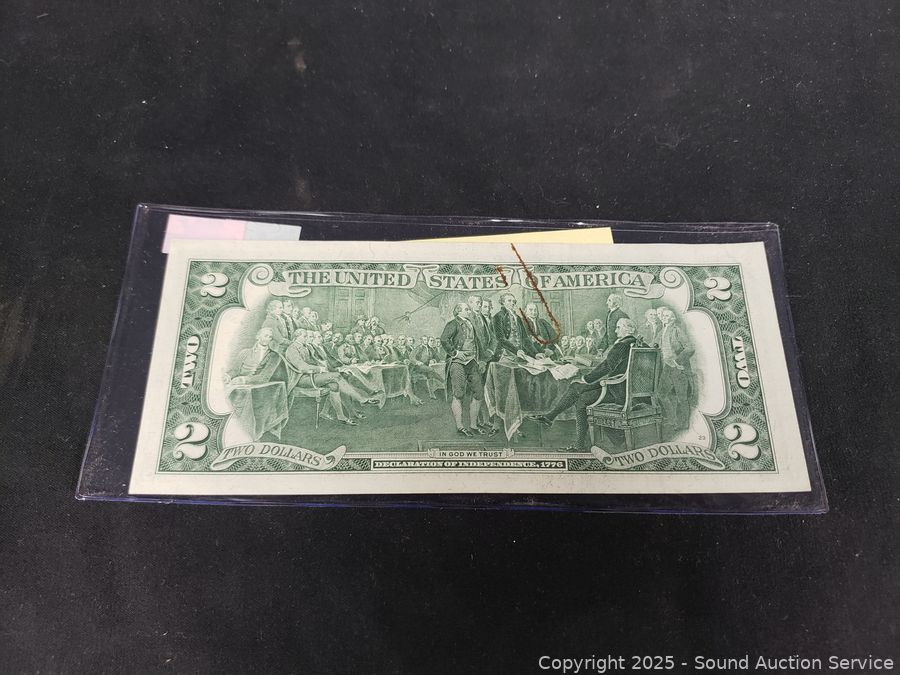 THE UNITED STATES OF AMERICA
2 2
TWO TWO
2 2
TWO DOLLARS IN GOD WE TRUST TWO DOLLARS
DECLARATION OF INDEPENDENCE, 1776
23
Copyright © 2025 - Sound Auction Service